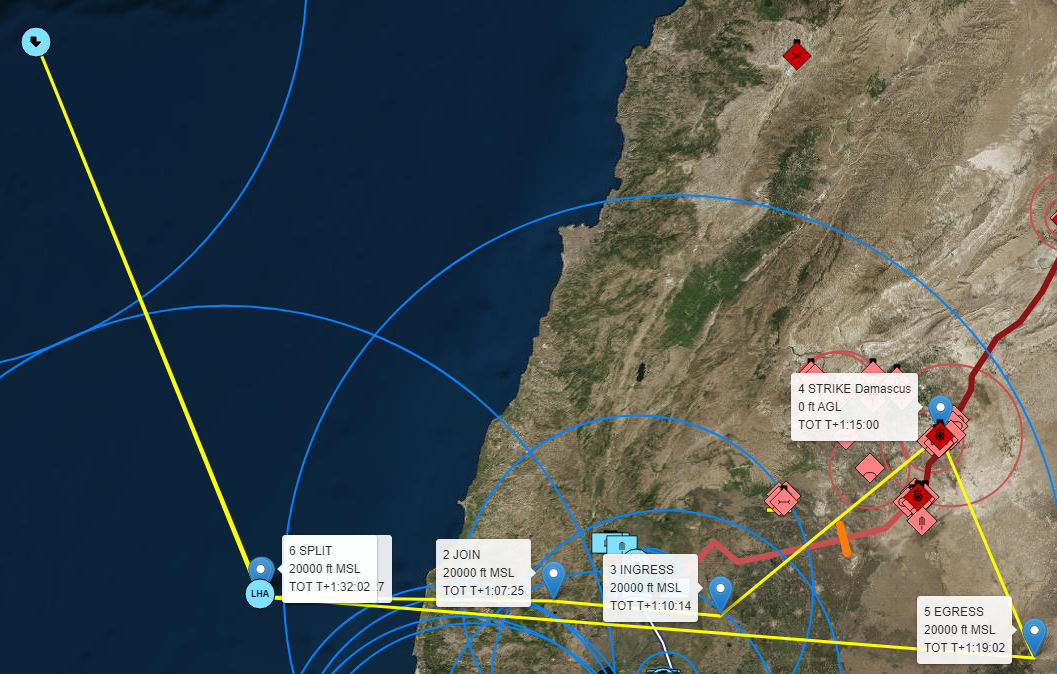 4 STRIKE Damascus
0 ft AGL
TOT T+1:15:00
6 SPLIT
20000 ft MSL
TOT T+1:32:02
LHA
2 JOIN
20000 ft MSL
TOT T+1:07:25
3 INGRESS
20000 ft MSL
TOT T+1:10:14
5 EGRESS
20000 ft MSL
TOT T+1:19:02